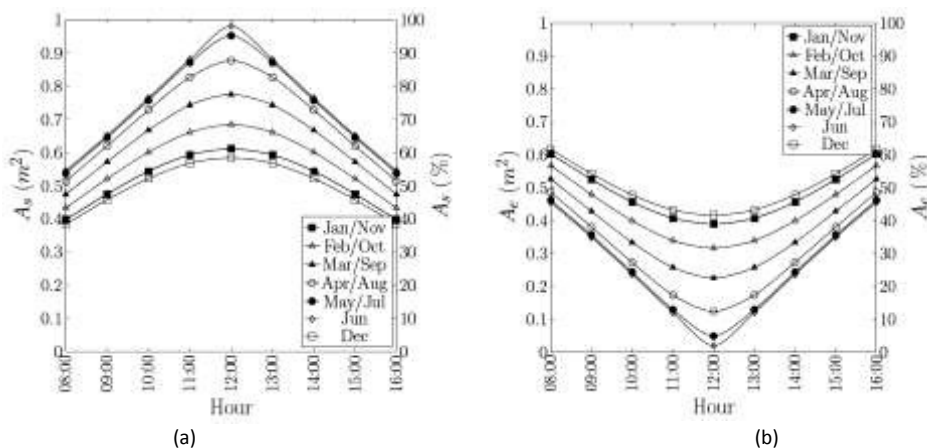 1
0.9
0.8
0.7
0.6
0.5
0.4
0.3
0.2
0.1
0
A_s (m^2)
100
90
80
70
60
50
40
30
20
10
0
A_s (%)
Jan/Nov
Feb/Oct
Mar/Sep
Apr/Aug
May/Jul
Jun
Dec
08:00
09:00
10:00
11:00
12:00
13:00
14:00
15:00
16:00
Hour
(a)
1
0.9
0.8
0.7
0.6
0.5
0.4
0.3
0.2
0.1
0
A_e (m^2)
100
90
80
70
60
50
40
30
20
10
0
A_e (%)
Jan/Nov
Feb/Oct
Mar/Sep
Apr/Aug
May/Jul
Jun
Dec
08:00
09:00
10:00
11:00
12:00
13:00
14:00
15:00
16:00
Hour
(b)